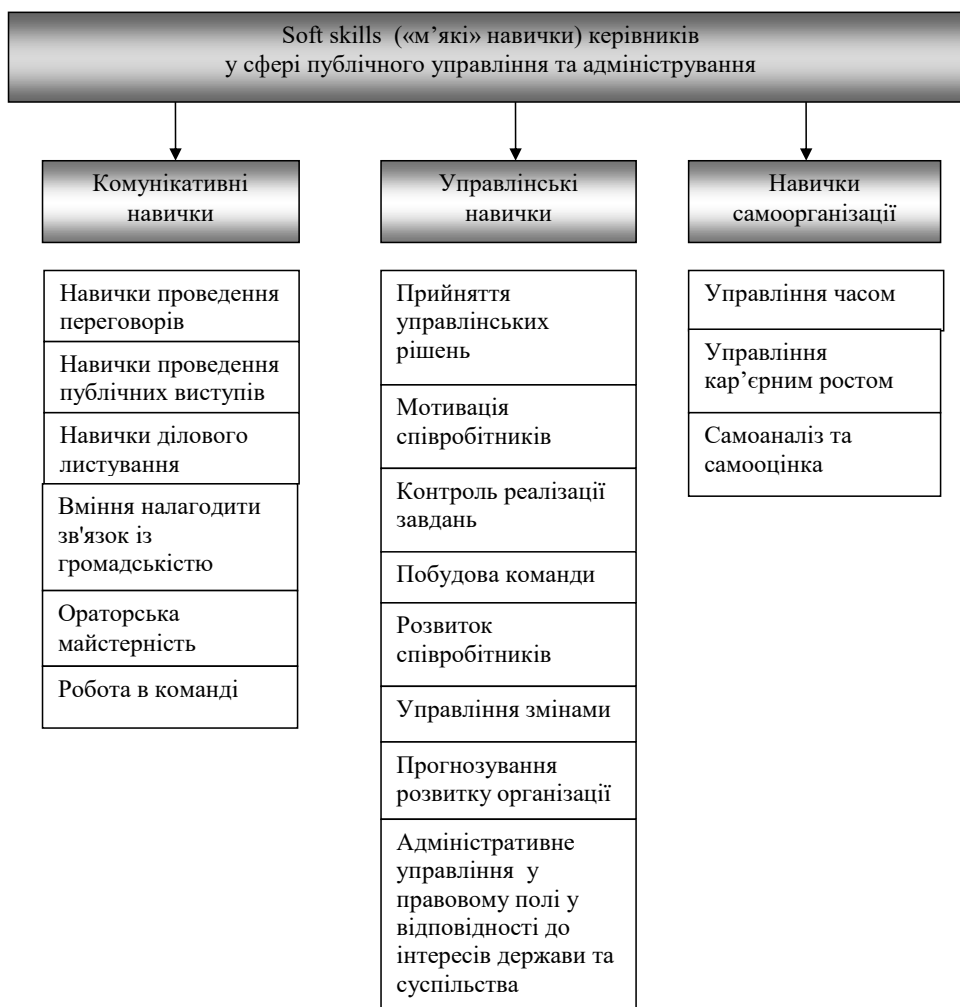 Soft skills («м’які» навички) керівників
у сфері публічного управління та адміністрування
Комунікативні
навички
Навички проведення
переговорів
Навички проведення
публічних виступів
Навички ділового
листування
Вміння налагодити
зв'язок із
громадськістю
Ораторська
майстерність
Робота в команді
Управлінські
навички
Прийняття
управлінських
рішень
Мотивація
співробітників
Контроль реалізації
завдань
Побудова команди
Розвиток
співробітників
Управління змінами
Прогнозування
розвитку організації
Адміністративне
управління у
правовому полі у
відповідності до
інтересів держави та
суспільства
Навички
самоорганізації
Управління часом
Управління
кар’єрним ростом
Самоаналіз та
самооцінка